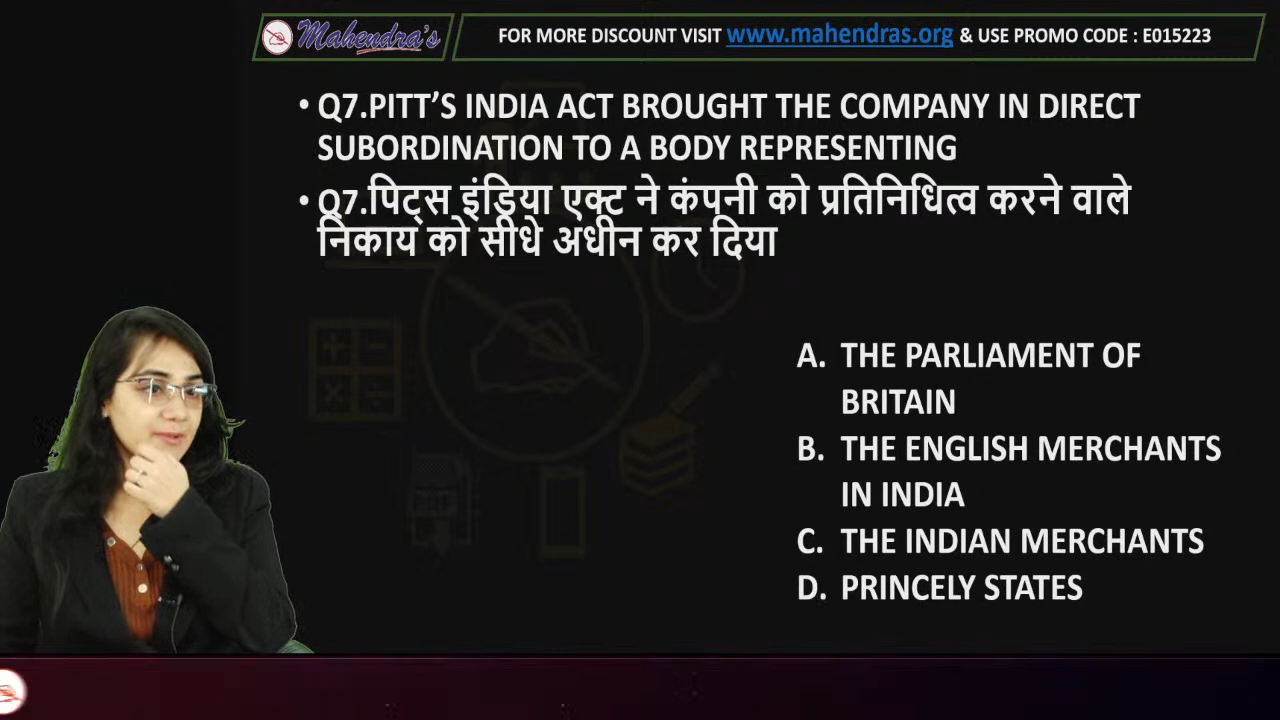 Mahendra's
FOR MORE DISCOUNT VISIT www.mahendras.org & USE PROMO CODE : E015223
• Q7.PITT'S INDIA ACT BROUGHT THE COMPANY IN DIRECT
SUBORDINATION TO A BODY REPRESENTING
• Q7.पिट्स इंडिया एक्ट ने कंपनी को प्रतिनिधित्व करने वाले
निकाय को सीधे अधीन कर दिया
A. THE PARLIAMENT OF
BRITAIN
B. THE ENGLISH MERCHANTS
IN INDIA
C. THE INDIAN MERCHANTS
D. PRINCELY STATES